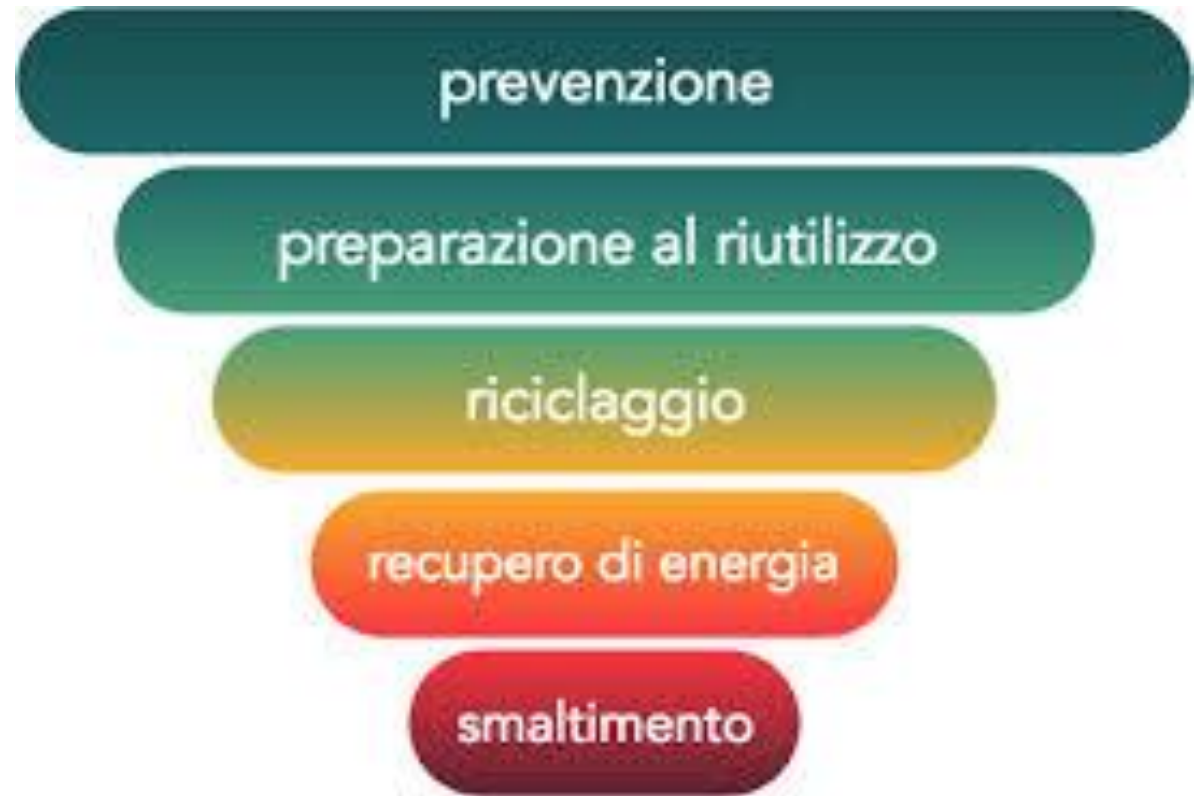 prevenzione
preparazione al riutilizzo
riciclaggio
recupero di energia
smaltimento